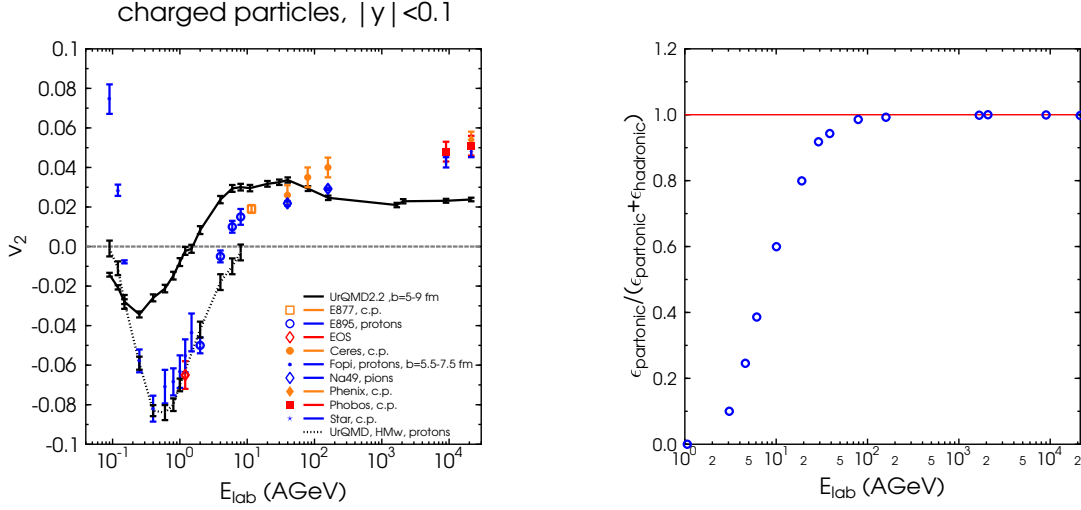 charged particles, |y|<0.1
v2
0.1
0.08
0.06
0.04
0.02
0.0
-0.02
-0.04
-0.06
-0.08
-0.1
UrQMD2.2 ,b=5-9 fm
E877, c.p.
E895, protons
EOS
Ceres, c.p.
Fopi, protons, b=5.5-7.5 fm
Na49, pions
Phenix, c.p.
Phobos, c.p.
Star, c.p.
UrQMD, HMw, protons
10^-1 10^0 10^1 10^2 10^3 10^4
E_lab (AGeV)
ε_partonic/(ε_partonic+ε_hadronic)
1.2
1.0
0.8
0.6
0.4
0.2
0.0
10^0 2 5 10^1 2 5 10^2 2 5 10^3 2 5 10^4 2
E_lab (AGeV)